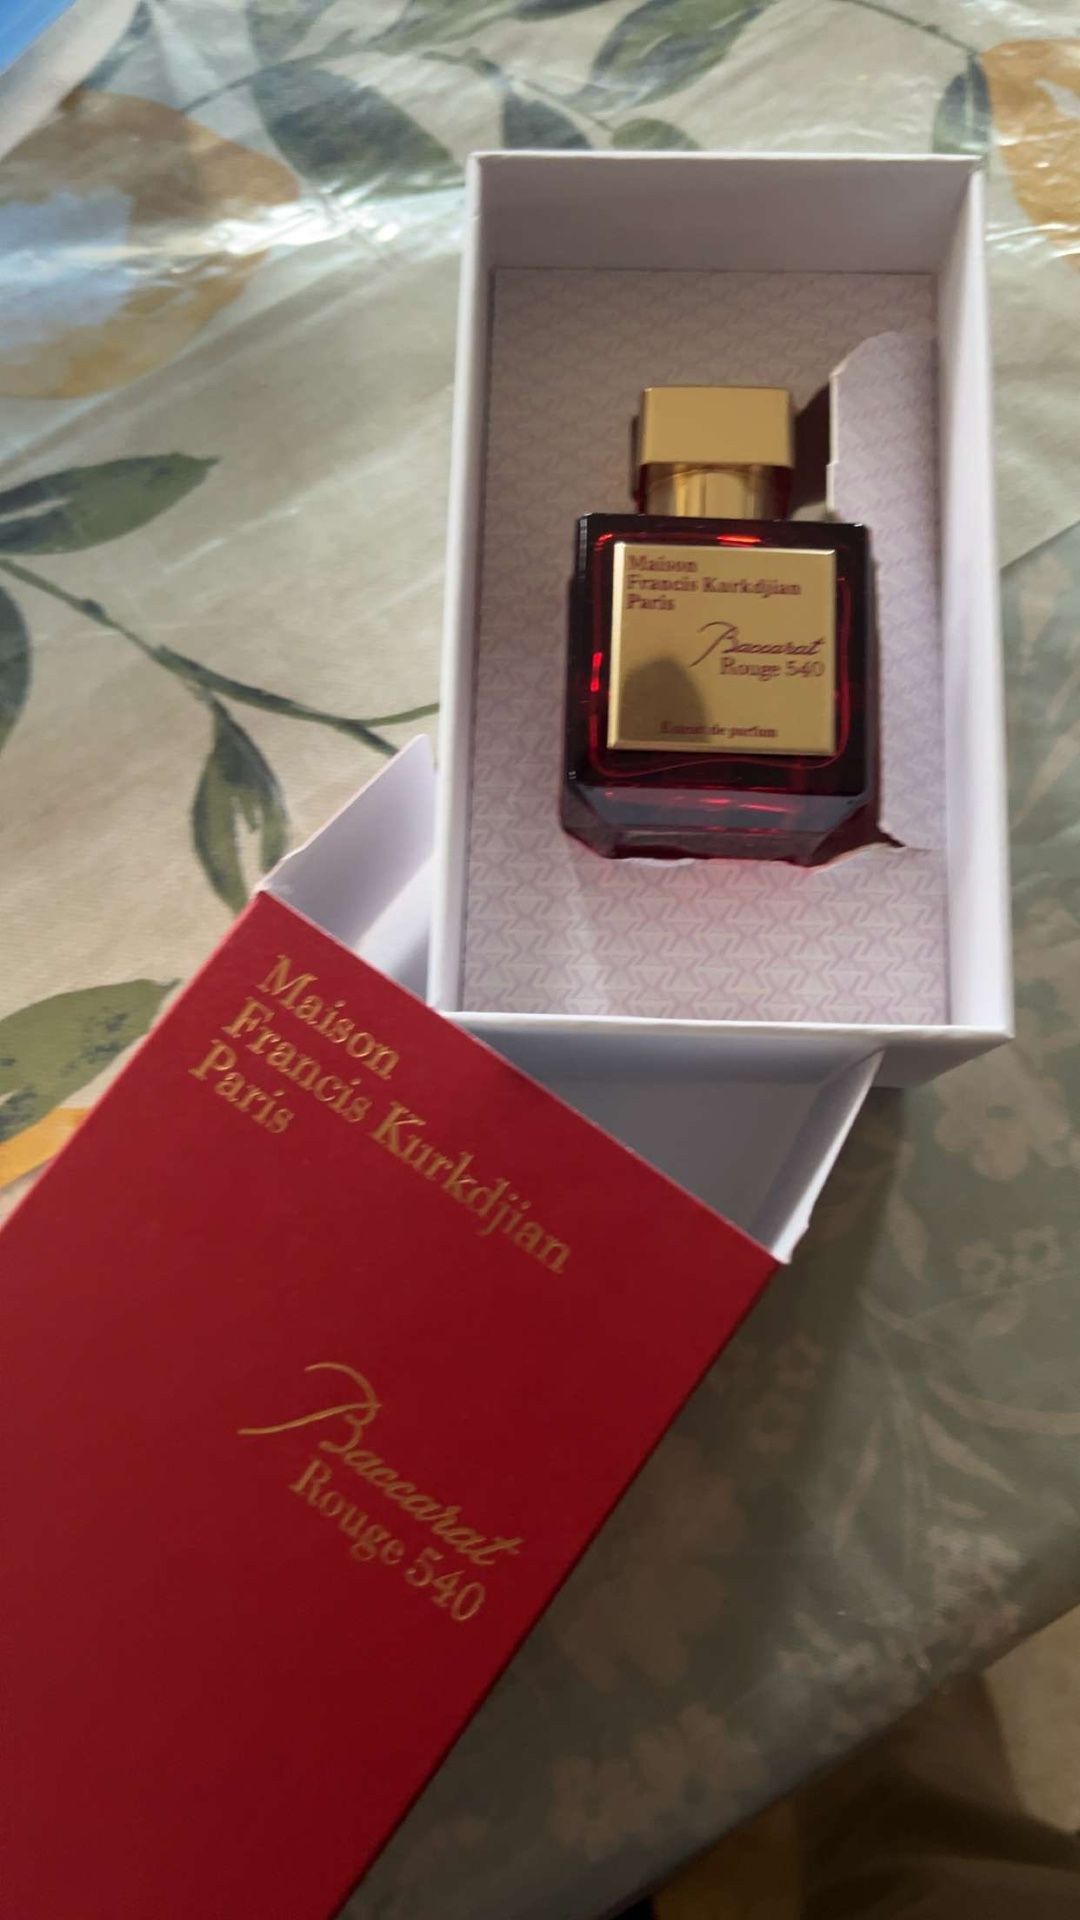 Maison
Francis Kurkdjian
Paris
Baccarat
Rouge 540
Extrait de parfum
Maison
Francis Kurkdjian
Paris
Baccarat
Rouge 540